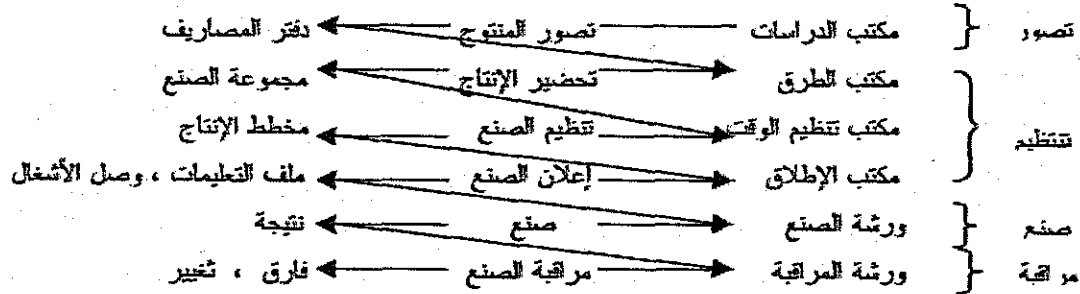 تصور مكتب الدراسات تصور المنتوج دفتر المصاريف
مكتب الطرق تحضير الإنتاج مجموعة الصنع
تنظيم مكتب تنظيم الوقت تنظيم الصنع مخطط الإنتاج
مكتب الإطلاق إعلان الصنع ملف التعليمات ، وصل الأشغال
صنع ورشة الصنع صنع نتيجة
مراقبة ورشة المراقبة مراقبة الصنع فارق ، تغيير